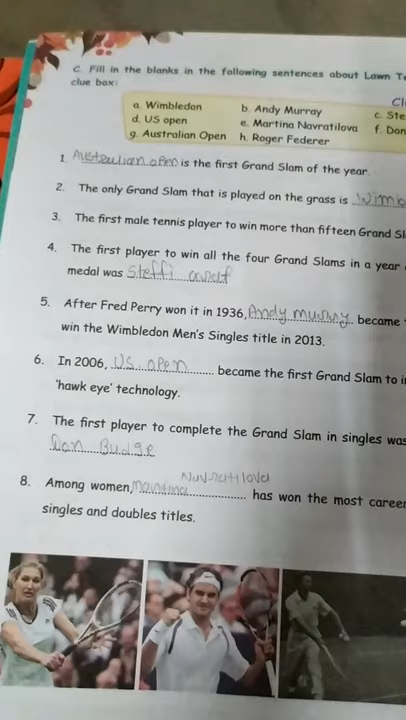 C. Fill in the blanks in the following sentences about Lawn Te
clue box:
Cl
a. Wimbledon b. Andy Murray c. Ste
d. US open e. Martina Navratilova f. Don
g. Australian Open h. Roger Federer
1. Australian open is the first Grand Slam of the year.
2. The only Grand Slam that is played on the grass is Wimb
3. The first male tennis player to win more than fifteen Grand Sl
4. The first player to win all the four Grand Slams in a year
medal was Steffi
5. After Fred Perry won it in 1936, Andy murray became
win the Wimbledon Men's Singles title in 2013.
6. In 2006, US open became the first Grand Slam to i
'hawk eye' technology.
7. The first player to complete the Grand Slam in singles was
Don Budge
Navratilova
8. Among women, has won the most career
singles and doubles titles.